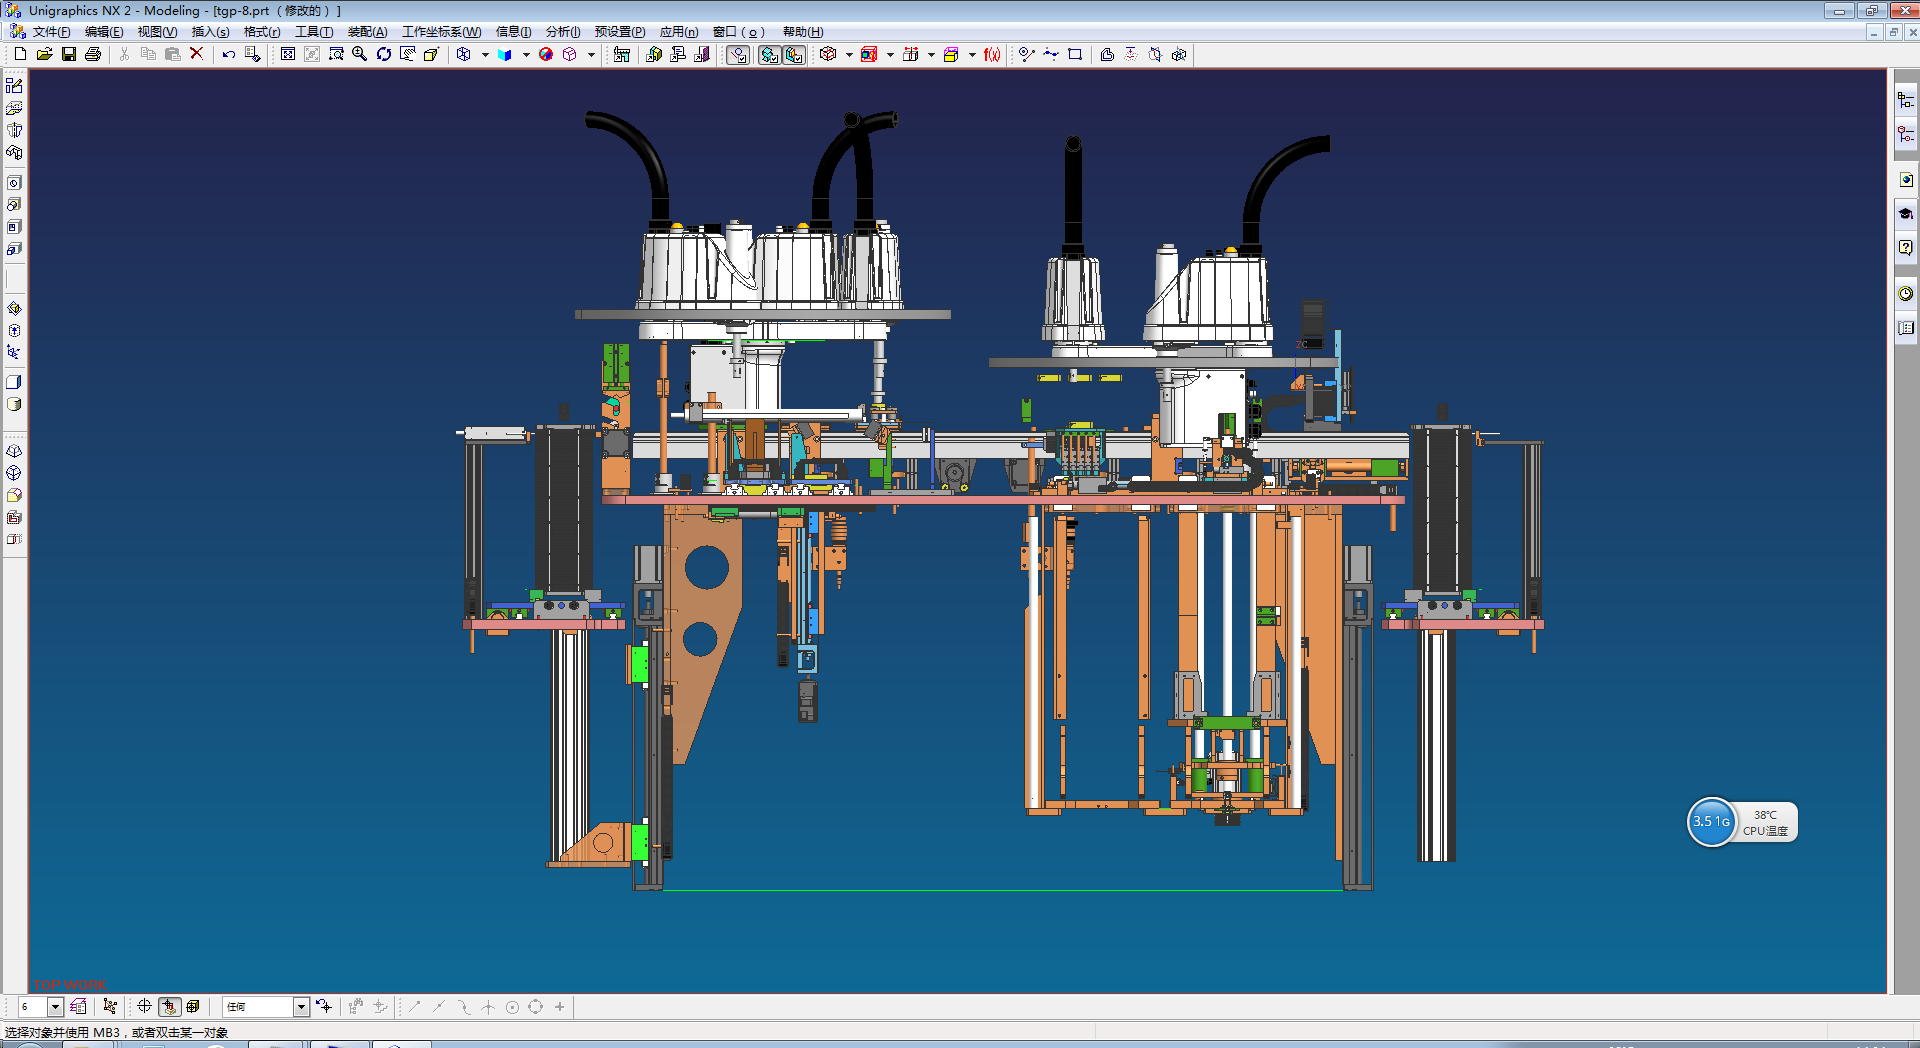 Unigraphics NX 2 - Modeling - [tgp-8.prt （修改的）]
文件(F) 编辑(E) 视图(V) 插入(s) 格式(r) 工具(T) 装配(A) 工作坐标系(W) 信息(I) 分析(l) 预设置(P) 应用(n) 窗口（o） 帮助(H)
f(x)
3.51G
38℃
CPU温度
TOP WORK
6
任何
选择对象并使用 MB3，或者双击某一对象